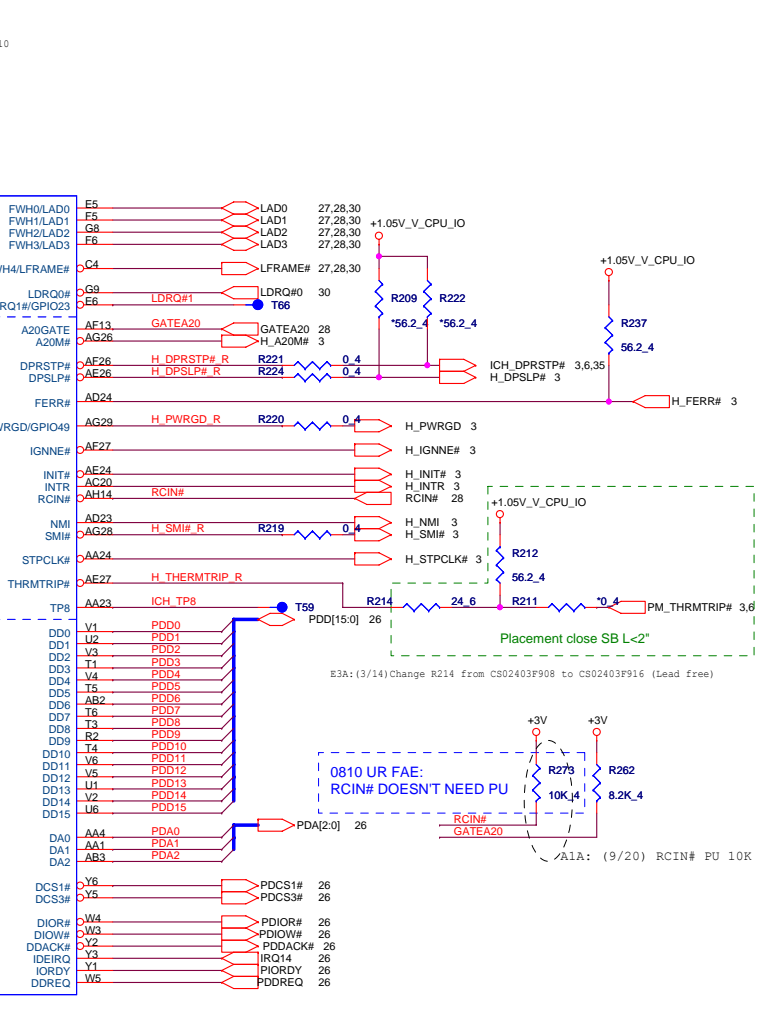 10
FWH0/LAD0 E5 LAD0 27,28,30
FWH1/LAD1 F5 LAD1 27,28,30
FWH2/LAD2 G8 LAD2 27,28,30
FWH3/LAD3 F6 LAD3 27,28,30
+1.05V_V_CPU_IO
+1.05V_V_CPU_IO
WH4/LFRAME# C4 LFRAME# 27,28,30
LDRQ0# G9 LDRQ#0 30
RQ1#/GPIO23 E6 LDRQ#1 T66
R209 R222
*56.2_4 *56.2_4
R237
56.2_4
A20GATE AF13 GATEA20 GATEA20 28
A20M# AG26 H_A20M# 3
DPRSTP# AF26 H_DPRSTP#_R R221 0_4 ICH_DPRSTP# 3,6,35
DPSLP# AE26 H_DPSLP#_R R224 0_4 H_DPSLP# 3
FERR# AD24 H_FERR# 3
WRGD/GPIO49 AG29 H_PWRGD_R R220 0_4 H_PWRGD 3
IGNNE# AF27 H_IGNNE# 3
INIT# AE24 H_INIT# 3
INTR AC20 H_INTR 3
RCIN# AH14 RCIN# RCIN# 28
+1.05V_V_CPU_IO
NMI AD23 H_NMI 3
SMI# AG28 H_SMI#_R R219 0_4 H_SMI# 3
STPCLK# AA24 H_STPCLK# 3
R212
56.2_4
THRMTRIP# AE27 H_THERMTRIP_R
R214 24_6 R211 *0_4 PM_THRMTRIP# 3,6
TP8 AA23 ICH_TP8 T59
PDD[15:0] 26
Placement close SB L<2"
DD0 V1 PDD0
DD1 U2 PDD1
DD2 V3 PDD2
DD3 T1 PDD3
DD4 V4 PDD4
DD5 T5 PDD5
DD6 AB2 PDD6
DD7 T6 PDD7
DD8 T3 PDD8
DD9 R2 PDD9
DD10 T4 PDD10
DD11 V6 PDD11
DD12 V5 PDD12
DD13 U1 PDD13
DD14 V2 PDD14
DD15 U6 PDD15
E3A:(3/14)Change R214 from CS02403F908 to CS02403F916 (Lead free)
+3V +3V
0810 UR FAE:
RCIN# DOESN'T NEED PU
R273 R262
10K_4 8.2K_4
RCIN#
GATEA20
A1A: (9/20) RCIN# PU 10K
DA0 AA4 PDA0 PDA[2:0] 26
DA1 AA1 PDA1
DA2 AB3 PDA2
DCS1# Y6 PDCS1# 26
DCS3# Y5 PDCS3# 26
DIOR# W4 PDIOR# 26
DIOW# W3 PDIOW# 26
DDACK# Y2 PDDACK# 26
IDEIRQ Y3 IRQ14 26
IORDY Y1 PIORDY 26
DDREQ W5 PDDREQ 26